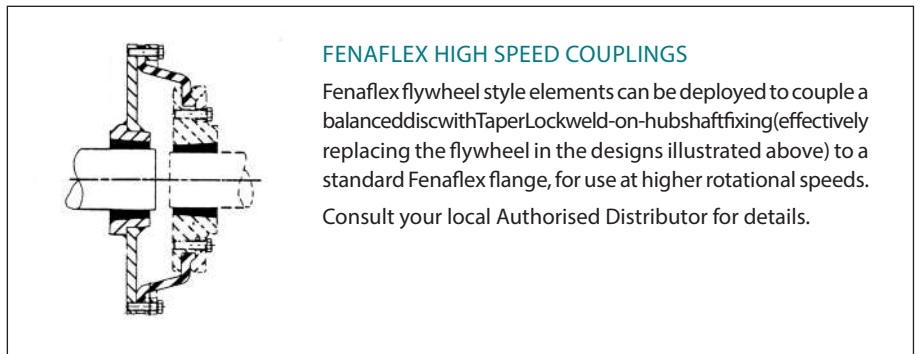 FENAFLEX HIGH SPEED COUPLINGS
Fenaflex flywheel style elements can be deployed to couple a
balanceddiscwithTaperLockweld-on-hubshaftfixing(effectively
replacing the flywheel in the designs illustrated above) to a
standard Fenaflex flange, for use at higher rotational speeds.
Consult your local Authorised Distributor for details.